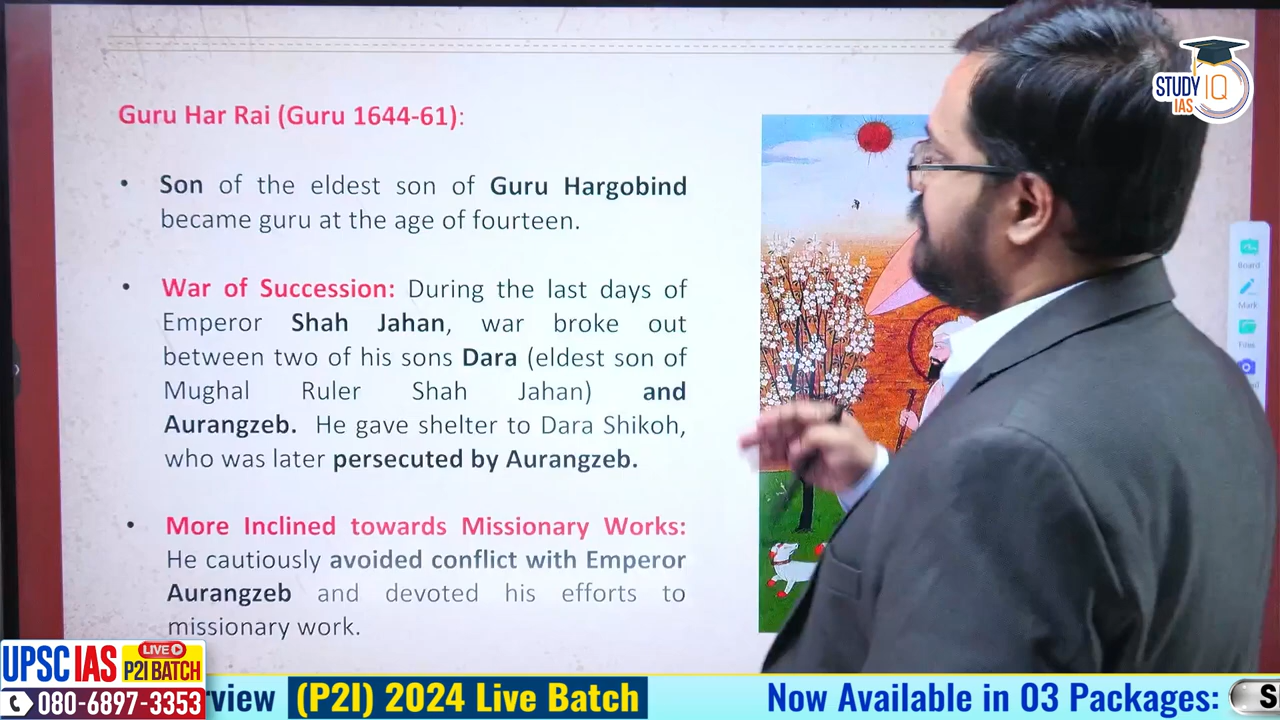 STUDY IQ
IAS
Guru Har Rai (Guru 1644-61):
• Son of the eldest son of Guru Hargobind
became guru at the age of fourteen.
• War of Succession: During the last days of
Emperor Shah Jahan, war broke out
between two of his sons Dara (eldest son of
Mughal Ruler Shah Jahan) and
Aurangzeb. He gave shelter to Dara Shikoh,
who was later persecuted by Aurangzeb.
• More Inclined towards Missionary Works:
He cautiously avoided conflict with Emperor
Aurangzeb and devoted his efforts to
missionary work.
Board
Mark
Files
UPSC IAS LIVE P2I BATCH
080-6897-3353
rview (P2I) 2024 Live Batch Now Available in 03 Packages: S